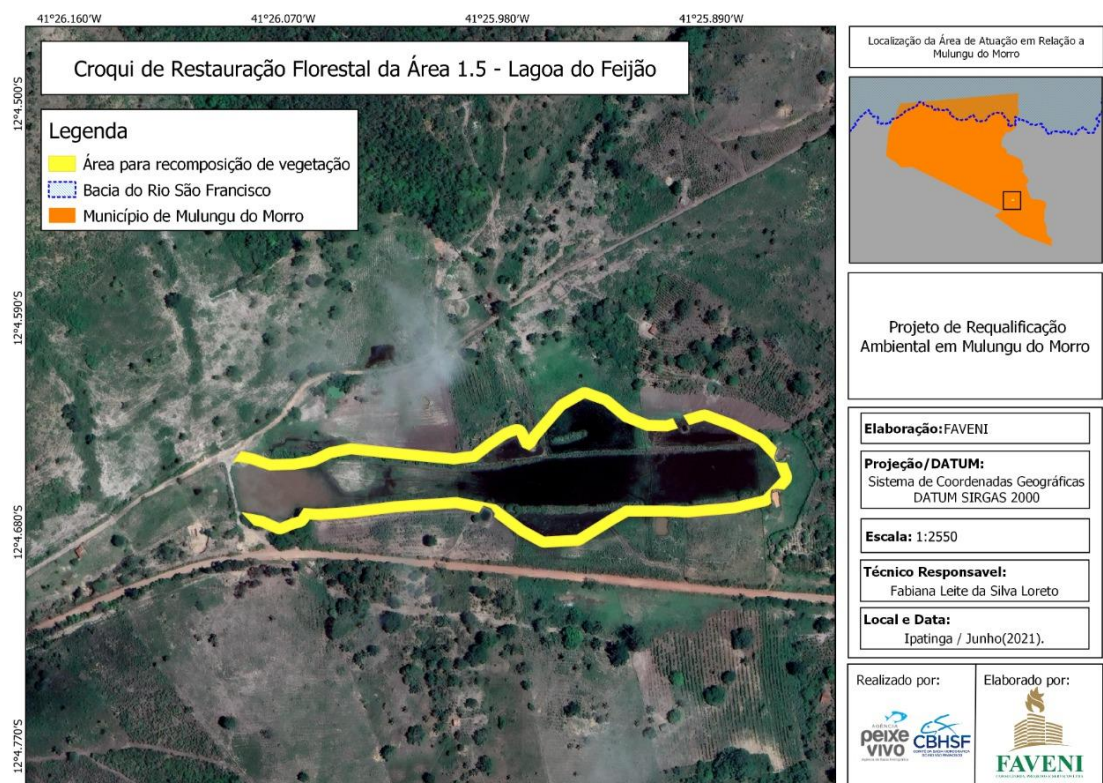 41°26.160'W
41°26.070'W
41°25.980'W
41°25.890'W
12°4.500'S
12°4.590'S
12°4.680'S
12°4.770'S
Croqui de Restauração Florestal da Área 1.5 - Lagoa do Feijão
Legenda
Área para recomposição de vegetação
Bacia do Rio São Francisco
Município de Mulungu do Morro
Localização da Área de Atuação em Relação a
Mulungu do Morro
Projeto de Requalificação
Ambiental em Mulungu do Morro
Elaboração:FAVENI
Projeção/DATUM:
Sistema de Coordenadas Geográficas
DATUM SIRGAS 2000
Escala: 1:2550
Técnico Responsavel:
Fabiana Leite da Silva Loreto
Local e Data:
Ipatinga / Junho(2021).
Realizado por:
AGÊNCIA
peixe
vivo
CBHSF
Elaborado por:
FAVENI